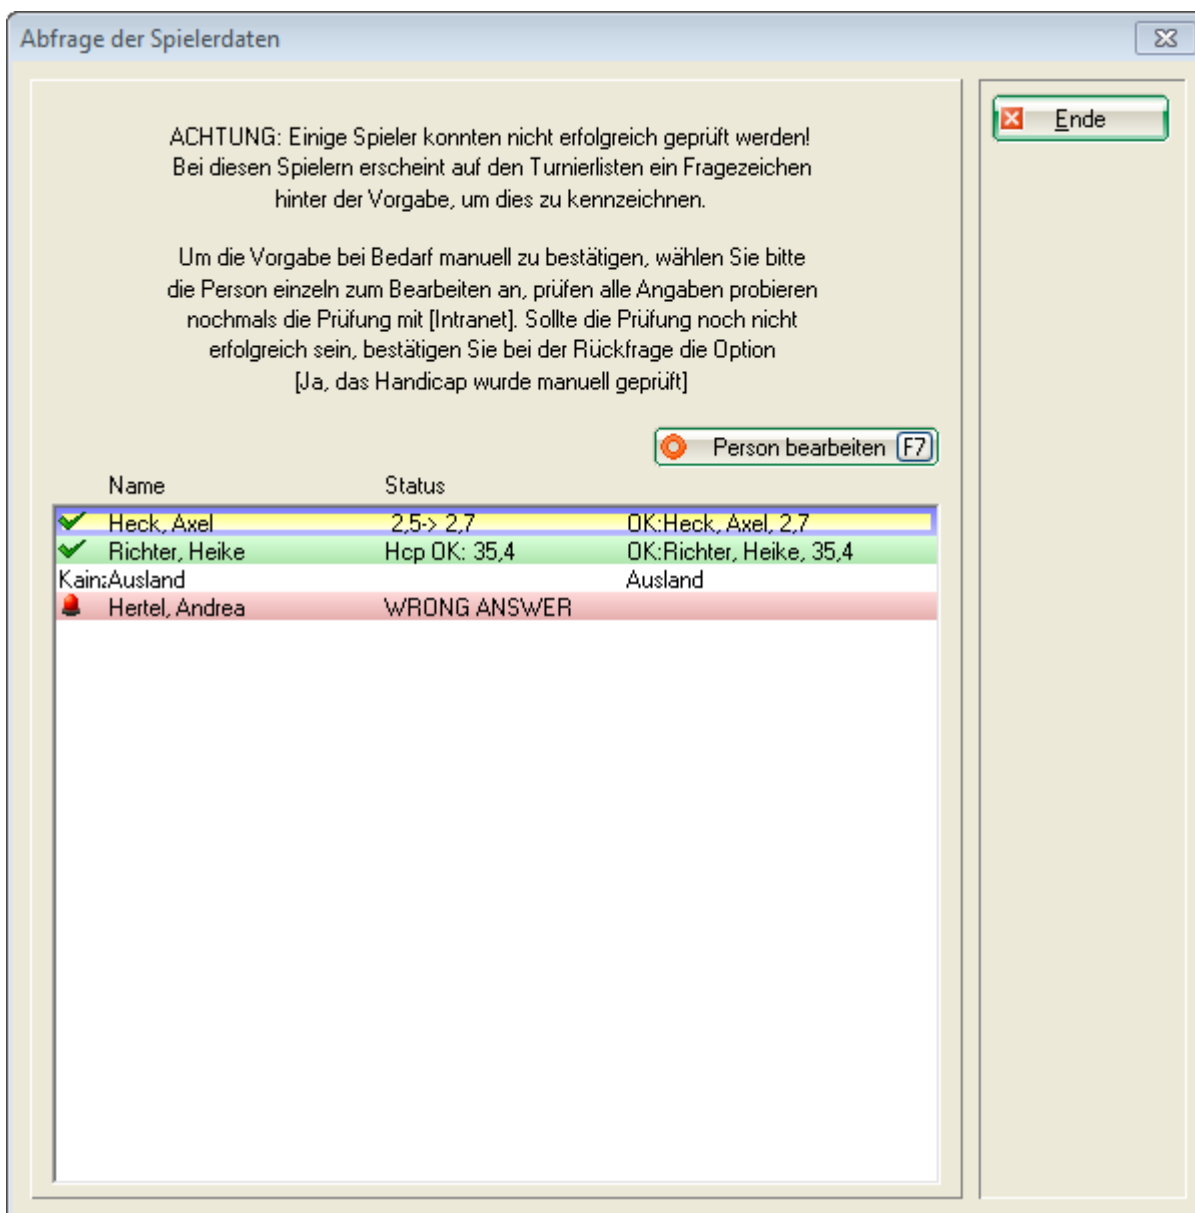 Abfrage der Spielerdaten
Ende
ACHTUNG: Einige Spieler konnten nicht erfolgreich geprüft werden!
Bei diesen Spielern erscheint auf den Turnierlisten ein Fragezeichen
hinter der Vorgabe, um dies zu kennzeichnen.
Um die Vorgabe bei Bedarf manuell zu bestätigen, wählen Sie bitte
die Person einzeln zum Bearbeiten an, prüfen alle Angaben probieren
nochmals die Prüfung mit [Intranet]. Sollte die Prüfung noch nicht
erfolgreich sein, bestätigen Sie bei der Rückfrage die Option
[Ja, das Handicap wurde manuell geprüft]
Person bearbeiten F7
Name Status
Heck, Axel 2,5-> 2,7 OK:Heck, Axel, 2,7
Richter, Heike Hcp OK: 35,4 OK:Richter, Heike, 35,4
Kainz Ausland Ausland
Hertel, Andrea WRONG ANSWER